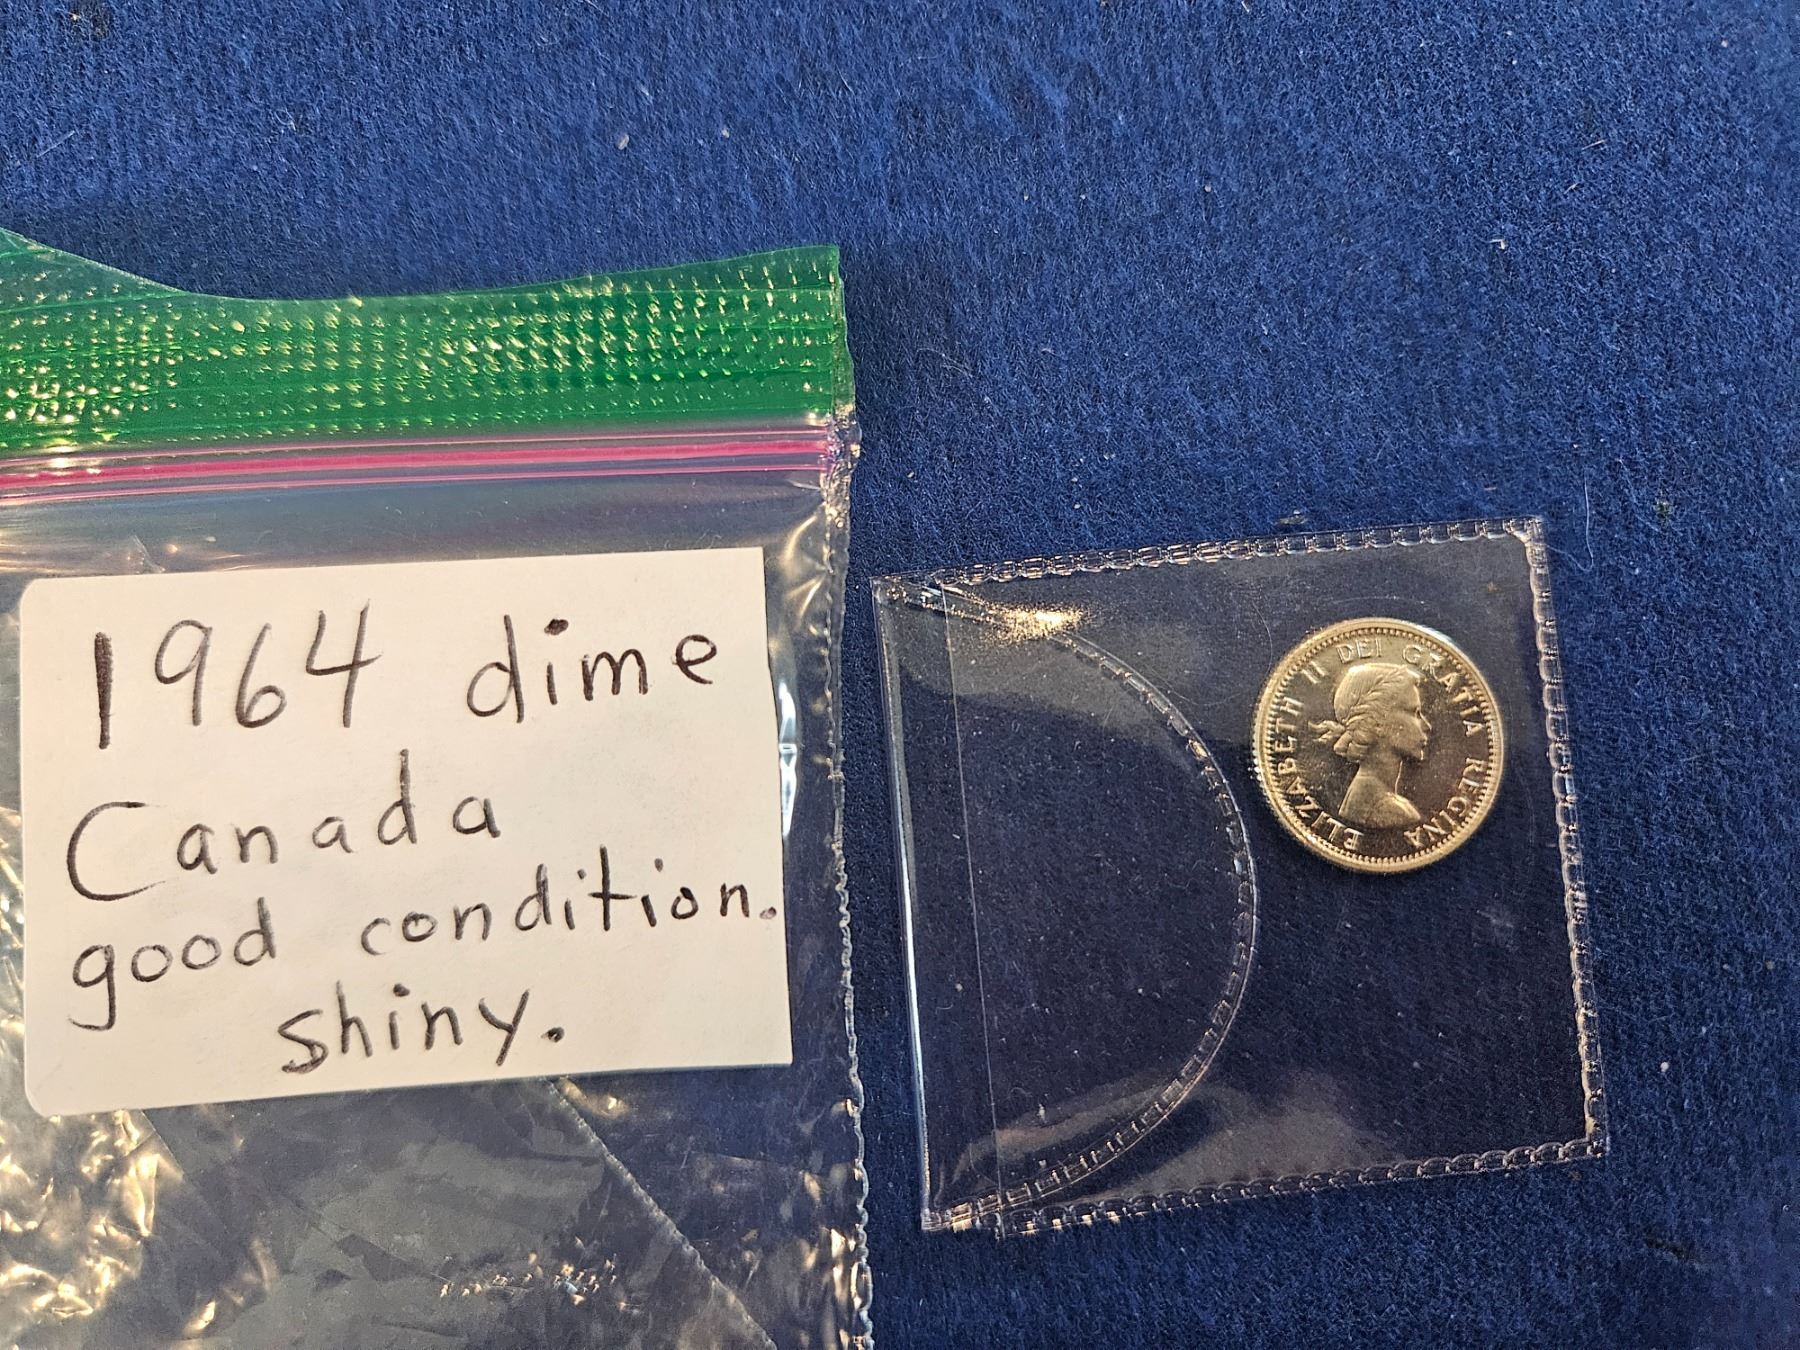 1964 dime
Canada
good condition.
shiny.
ELIZABETH II DEI GRATIA REGINA